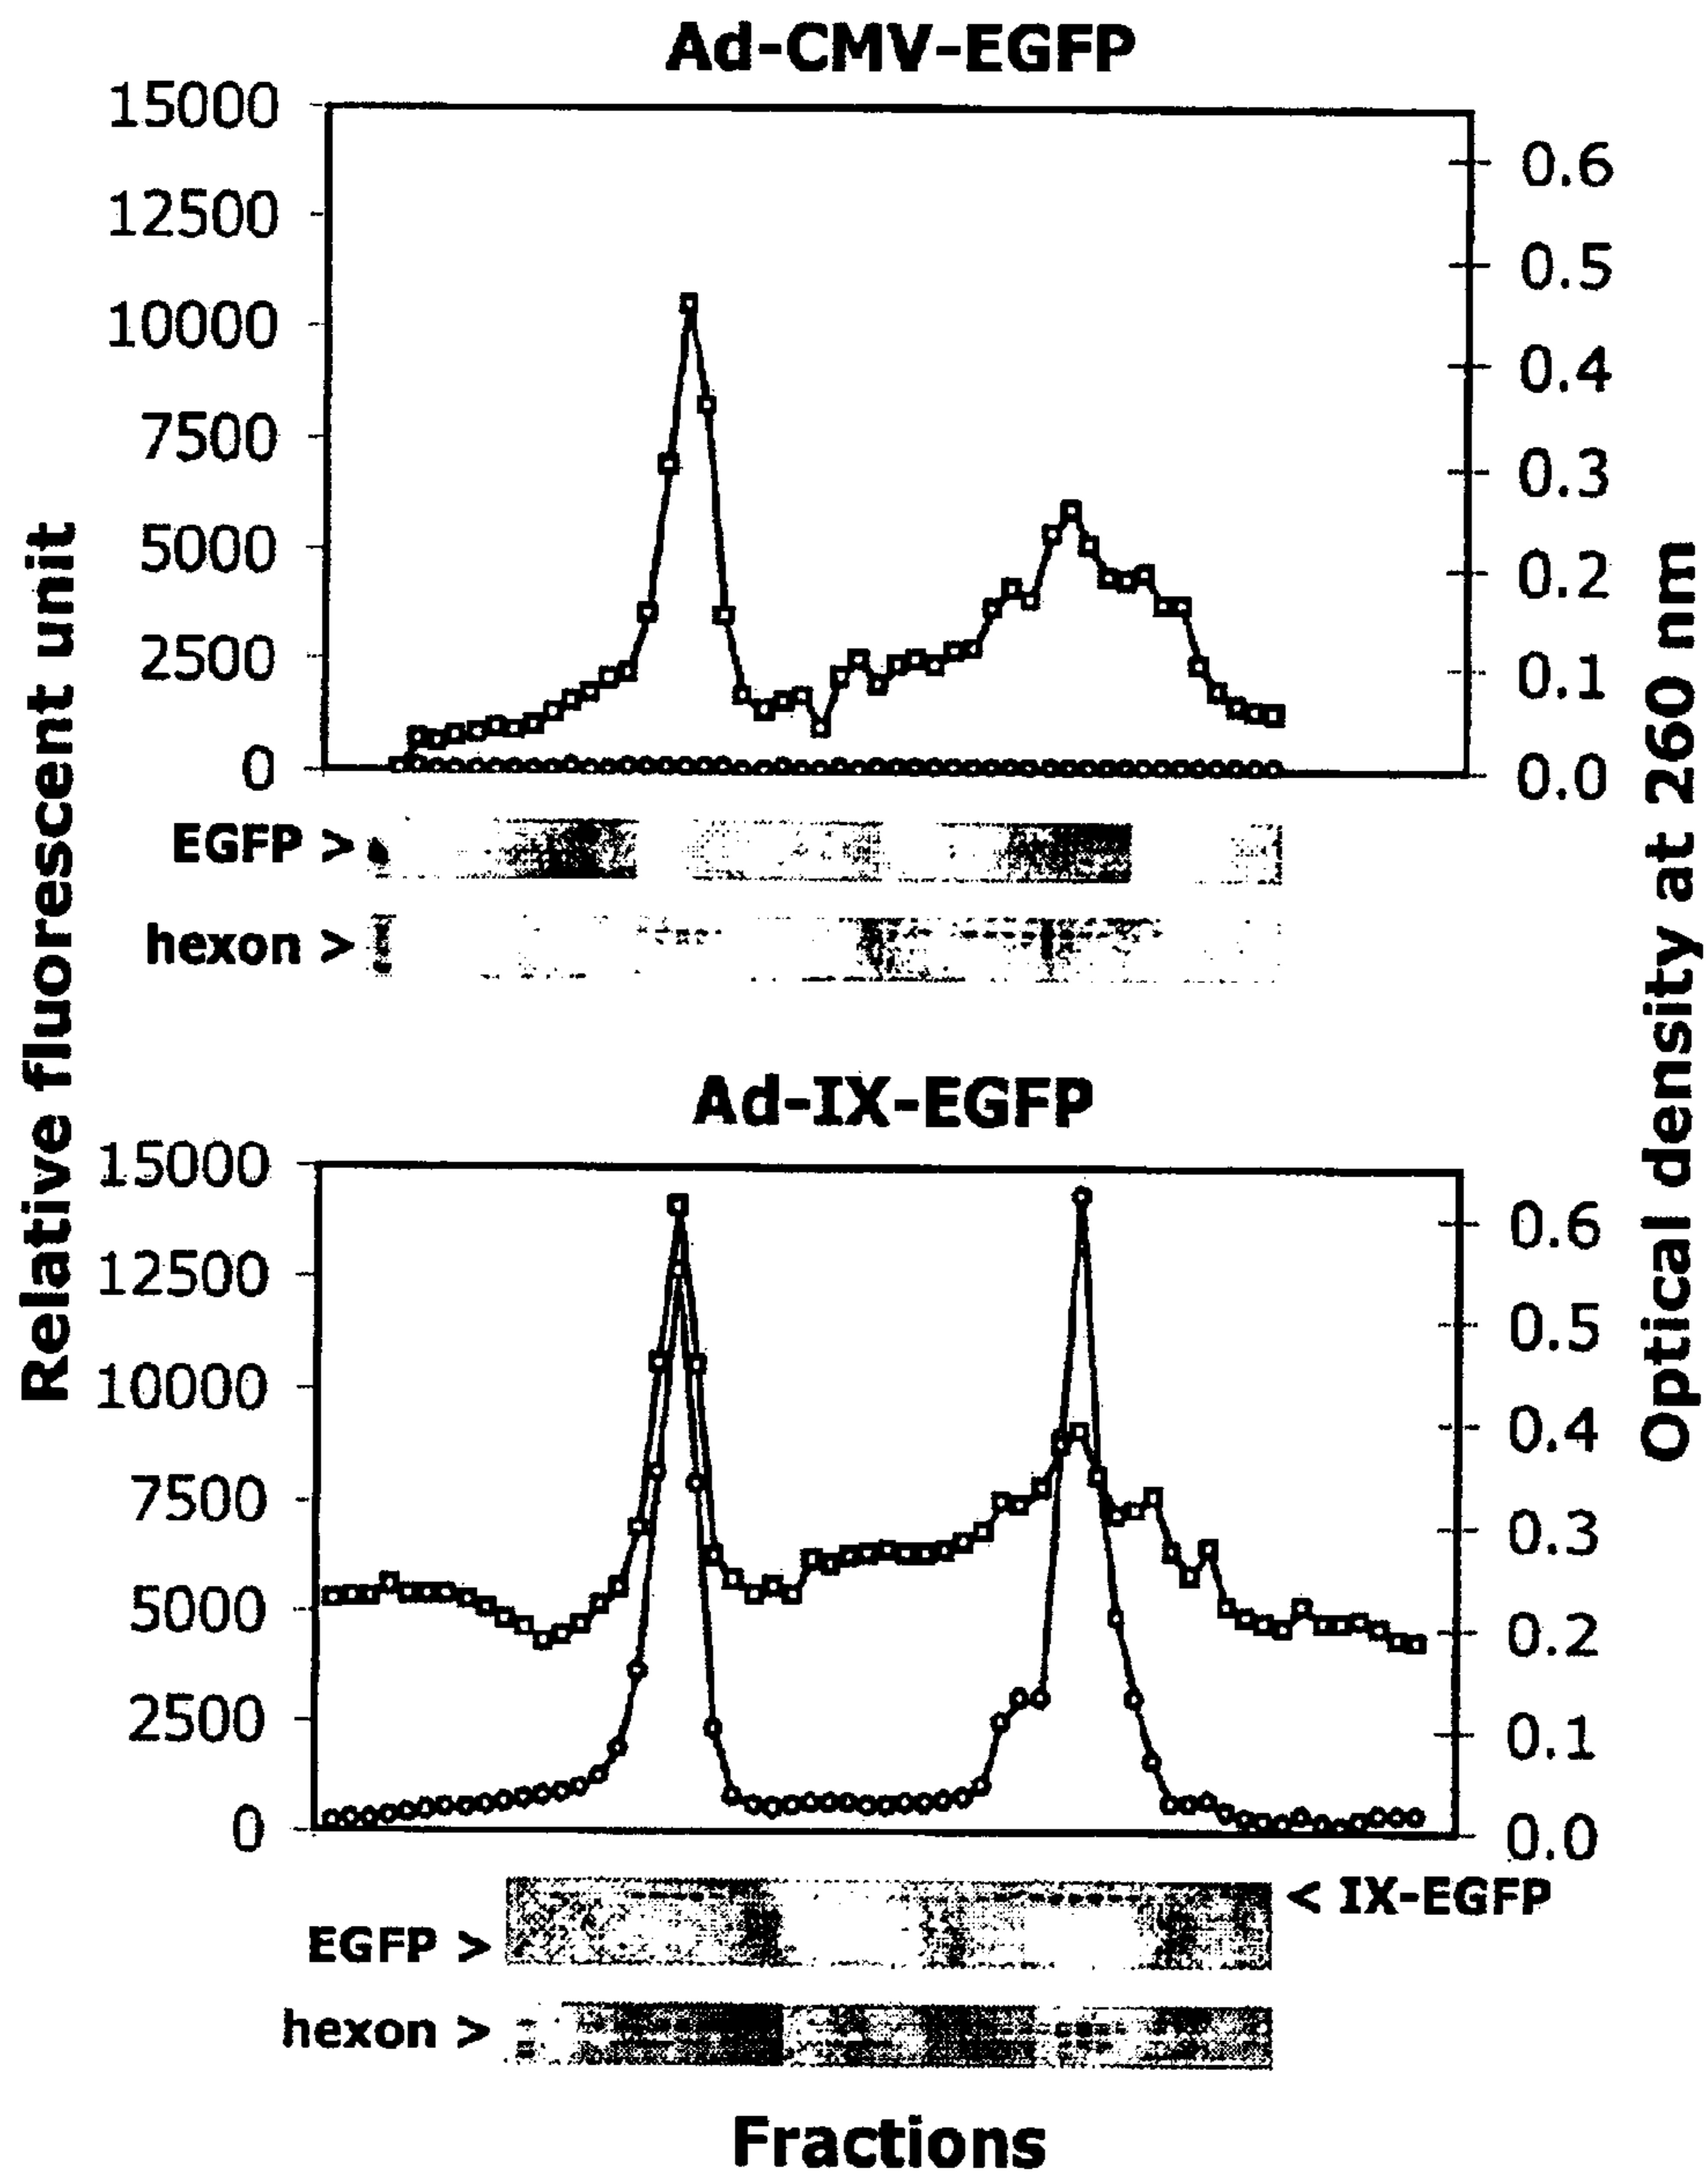 Ad-CMV-EGFP
15000
12500
10000
7500
5000
2500
0
0.6
0.5
0.4
0.3
0.2
0.1
0.0
EGFP >
hexon >
Relative fluorescent unit
Optical density at 260 nm
Ad-IX-EGFP
15000
12500
10000
7500
5000
2500
0
0.6
0.5
0.4
0.3
0.2
0.1
0.0
< IX-EGFP
EGFP >
hexon >
Fractions